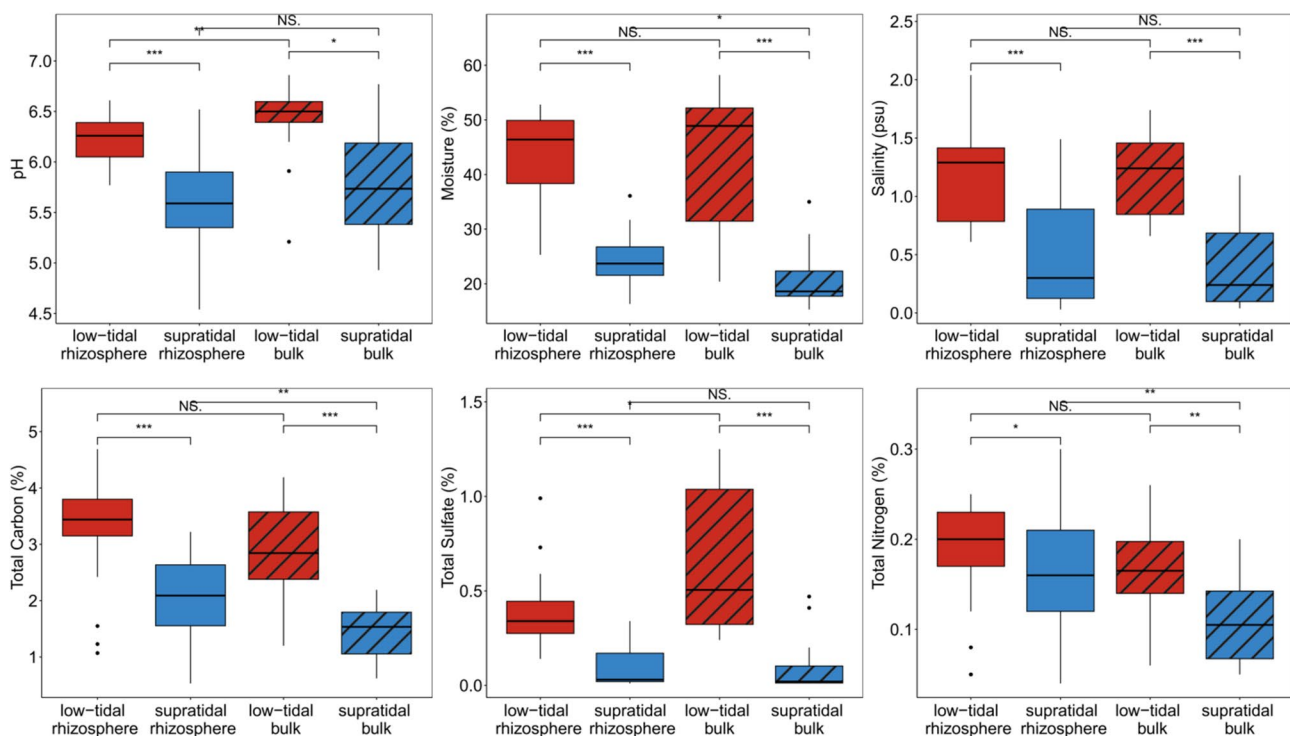 NS.
**
*
***
7.0
6.5
6.0
5.5
5.0
4.5
pH
low-tidal rhizosphere
supratidal rhizosphere
low-tidal bulk
supratidal bulk
*
NS.
***
***
60
50
40
30
20
Moisture (%)
low-tidal rhizosphere
supratidal rhizosphere
low-tidal bulk
supratidal bulk
NS.
NS.
***
***
2.5
2.0
1.5
1.0
0.5
0.0
Salinity (psu)
low-tidal rhizosphere
supratidal rhizosphere
low-tidal bulk
supratidal bulk
**
NS.
***
***
5
4
3
2
1
Total Carbon (%)
low-tidal rhizosphere
supratidal rhizosphere
low-tidal bulk
supratidal bulk
NS.
*
***
***
1.5
1.0
0.5
0.0
Total Sulfate (%)
low-tidal rhizosphere
supratidal rhizosphere
low-tidal bulk
supratidal bulk
**
NS.
**
*
0.3
0.2
0.1
Total Nitrogen (%)
low-tidal rhizosphere
supratidal rhizosphere
low-tidal bulk
supratidal bulk